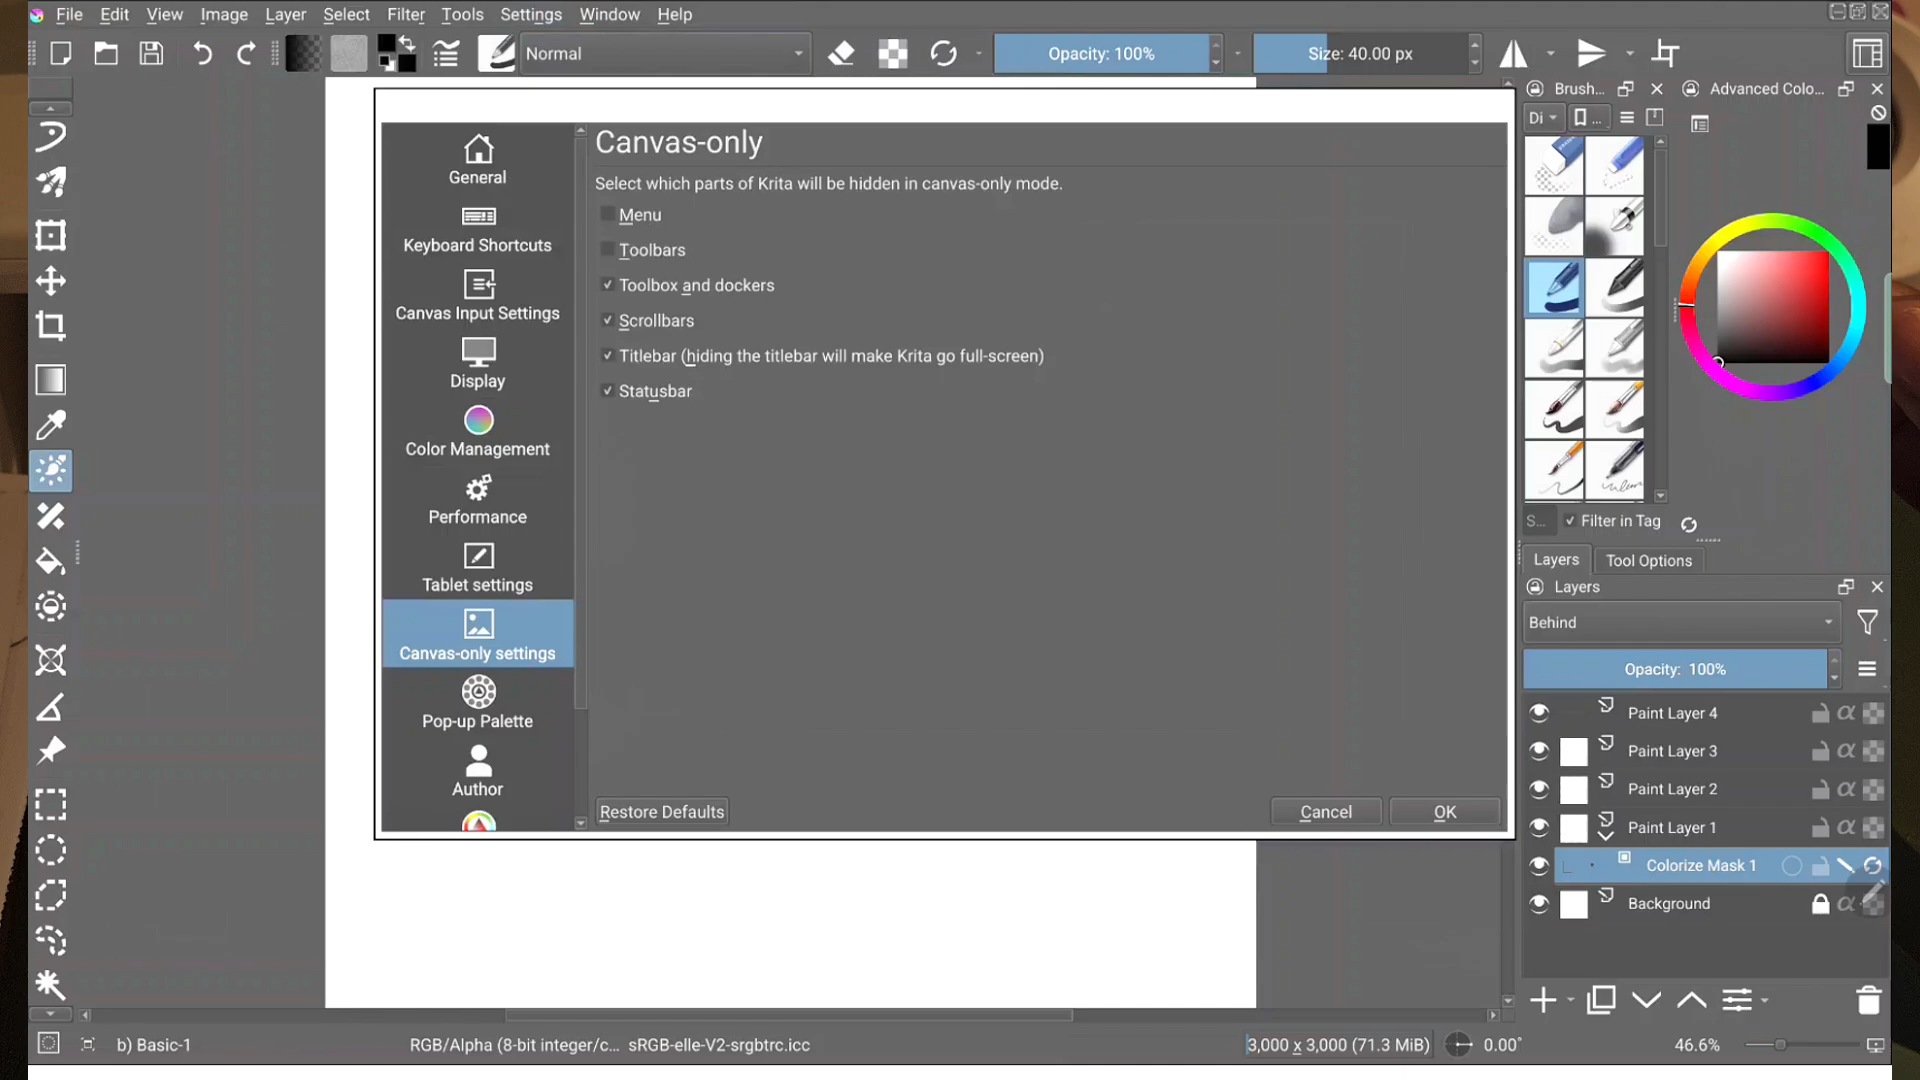 File Edit View Image Layer Select Filter Tools Settings Window Help
Normal
Opacity: 100%
Size: 40.00 px
Brush...
Advanced Colo...
Di
...
Canvas-only
Select which parts of Krita will be hidden in canvas-only mode.
Menu
Toolbars
Toolbox and dockers
Scrollbars
Titlebar (hiding the titlebar will make Krita go full-screen)
Statusbar
General
Keyboard Shortcuts
Canvas Input Settings
Display
Color Management
Performance
Tablet settings
Canvas-only settings
Pop-up Palette
Author
Restore Defaults
Cancel
OK
S...
Filter in Tag
Layers
Tool Options
Layers
Behind
Opacity: 100%
Paint Layer 4
Paint Layer 3
Paint Layer 2
Paint Layer 1
Colorize Mask 1
Background
b) Basic-1
RGB/Alpha (8-bit integer/c... sRGB-elle-V2-srgbtrc.icc
3,000 x 3,000 (71.3 MiB)
0.00°
46.6%